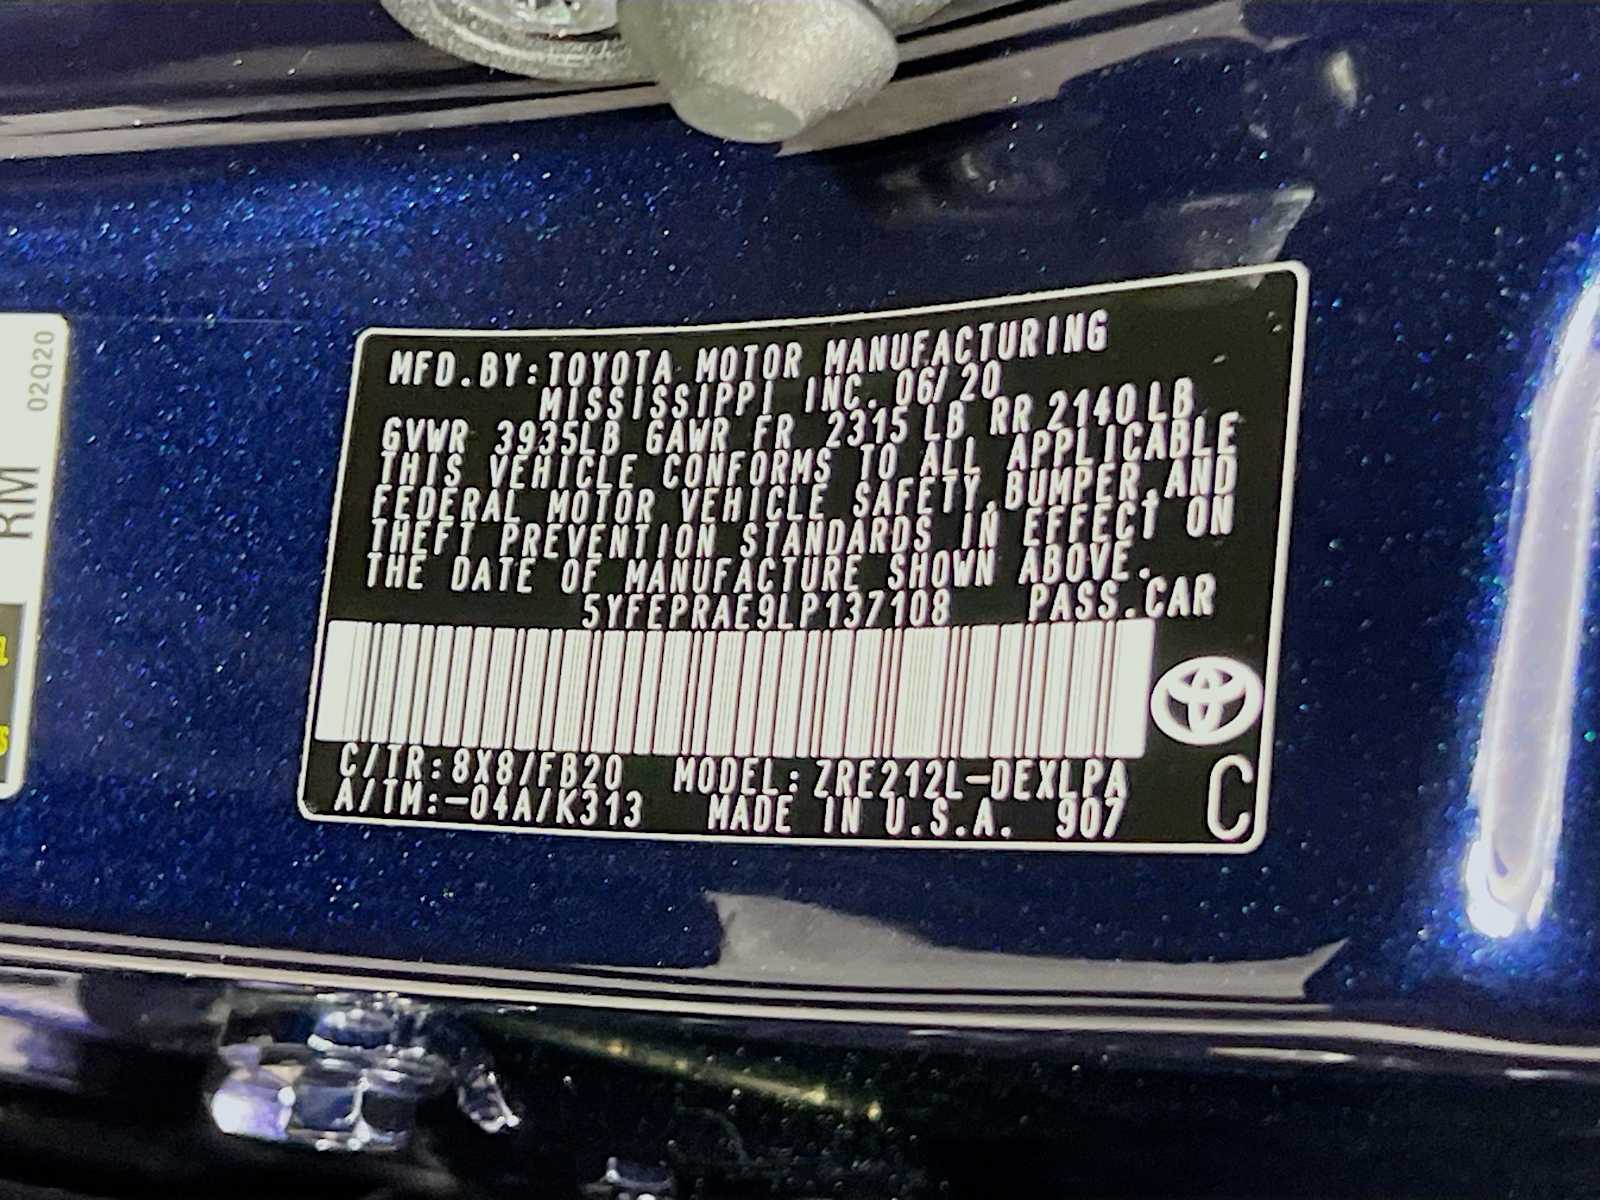 MFD.BY:TOYOTA MOTOR MANUFACTURING
MISSISSIPPI INC. 06/20
GVWR 3935LB GAWR FR 2315 LB RR 2140 LB
THIS VEHICLE CONFORMS TO ALL APPLICABLE
FEDERAL MOTOR VEHICLE SAFETY,BUMPER,AND
THEFT PREVENTION STANDARDS IN EFFECT ON
THE DATE OF MANUFACTURE SHOWN ABOVE.
5YFEPRAE9LP137108 PASS.CAR
C/TR:8X8/FB20 MODEL:ZRE212L-DEXLPA
A/TM:-04A/K313 MADE IN U.S.A. 907
C
02Q20
RM